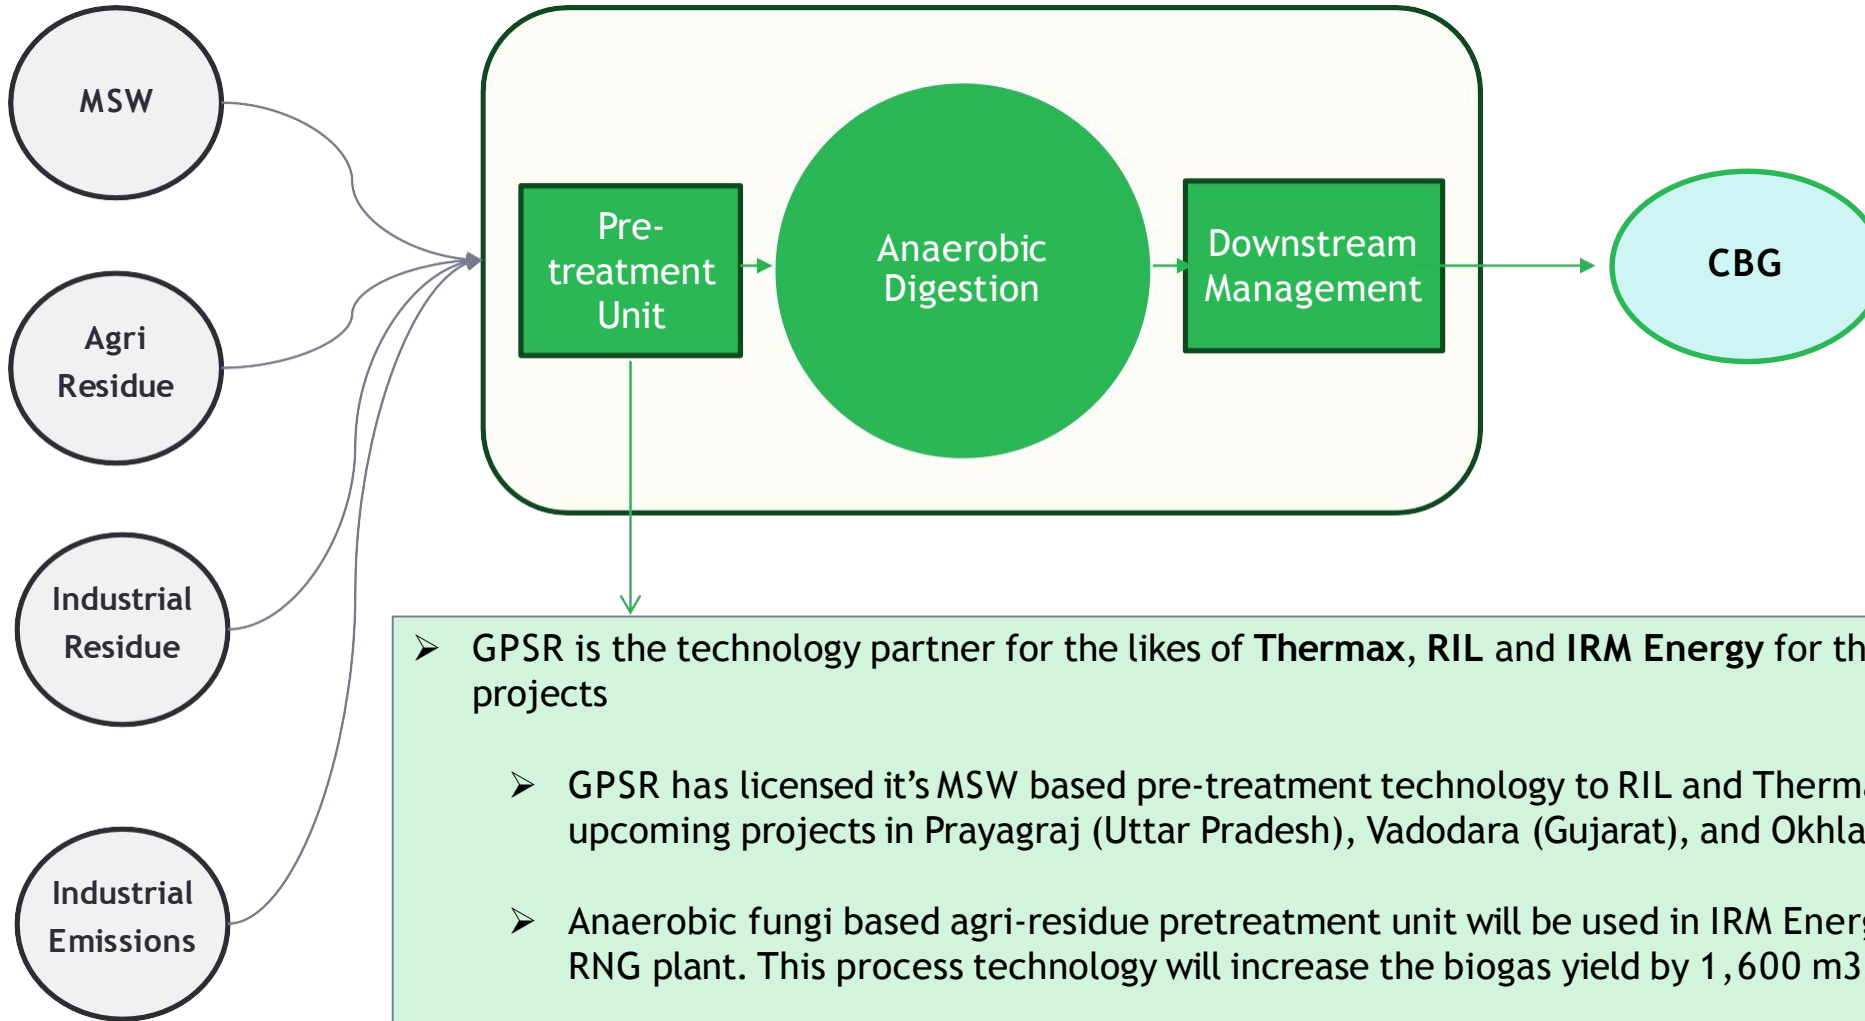 MSW
Agri
Residue
Industrial
Residue
Industrial
Emissions
Pre-
treatment
Unit
Anaerobic
Digestion
Downstream
Management
CBG
➢ GPSR is the technology partner for the likes of Thermax, RIL and IRM Energy for
projects
➢ GPSR has licensed it's MSW based pre-treatment technology to RIL and
upcoming projects in Prayagraj (Uttar Pradesh), Vadodara (Gujarat), and Okhla
➢ Anaerobic fungi based agri-residue pretreatment unit will be used in IRM
RNG plant. This process technology will increase the biogas yield by 1,600 m3